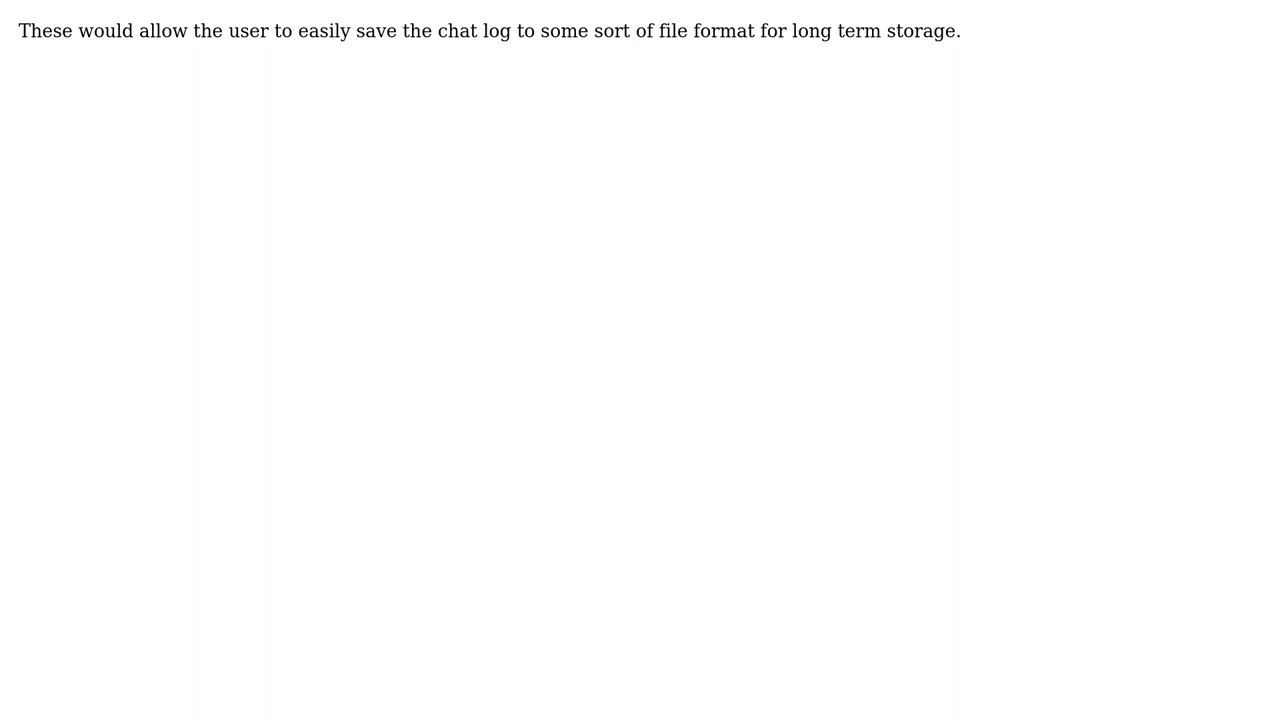 These would allow the user to easily save the chat log to some sort of file format for long term storage.